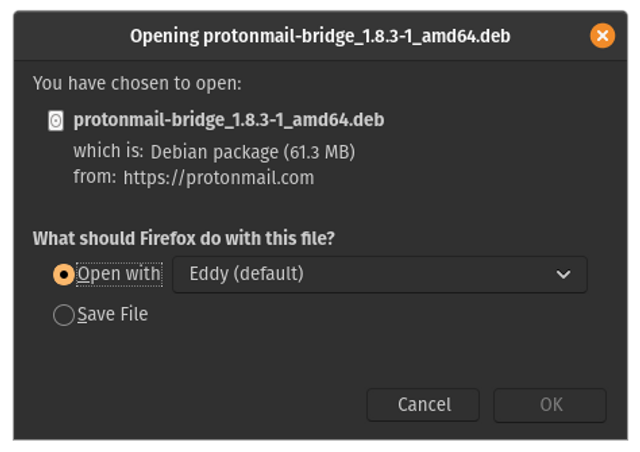 Opening protonmail-bridge_1.8.3-1_amd64.deb
You have chosen to open:
protonmail-bridge_1.8.3-1_amd64.deb
which is: Debian package (61.3 MB)
from: https://protonmail.com
What should Firefox do with this file?
Open with Eddy (default)
Save File
Cancel OK